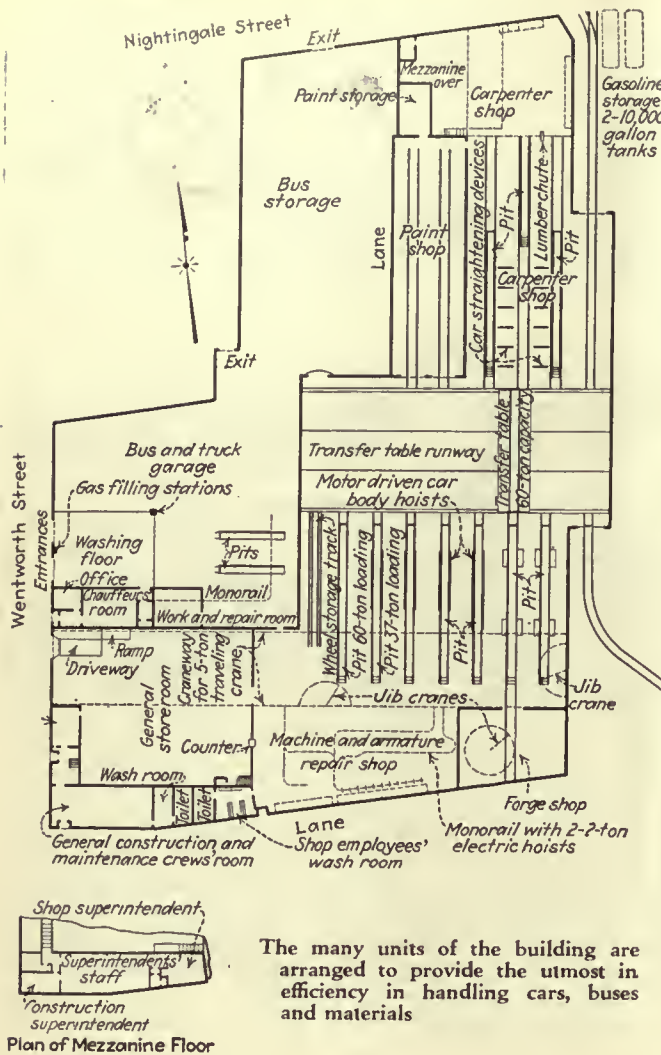 Nightingale Street
Exit
Mezzanine
over
Paint storage
Carpenter
shop
Gasoline
storage
2-10,000
gallon
tanks
Bus
storage
Lane
Paint
shop
Car straightening devices
Pit
Lumber chute
Pit
Carpenter
shop
Exit
Transfer table runway
Transfer table
60-ton capacity
Bus and truck
garage
Gas filling stations
Motor driven car
body hoists
Wentworth Street
Entrances
Washing
floor
Office
Chauffeurs'
room
Pits
Monorail
Work and repair room
Wheel storage track
Pit 60-ton loading
Pit 37-ton loading
Pit
Pit
Ramp
Driveway
Craneway
for 5-ton
traveling
crane
General
store room
Jib cranes
Jib
crane
Counter
Machine and armature
repair shop
Wash room
Toilet
Toilet
Forge shop
Lane
General construction and
maintenance crews' room
Shop employees'
wash room
Monorail with 2-2-ton
electric hoists
Shop superintendent
Superintendents'
staff
Construction
superintendent
Plan of Mezzanine Floor
The many units of the building are
arranged to provide the utmost in
efficiency in handling cars, buses
and materials